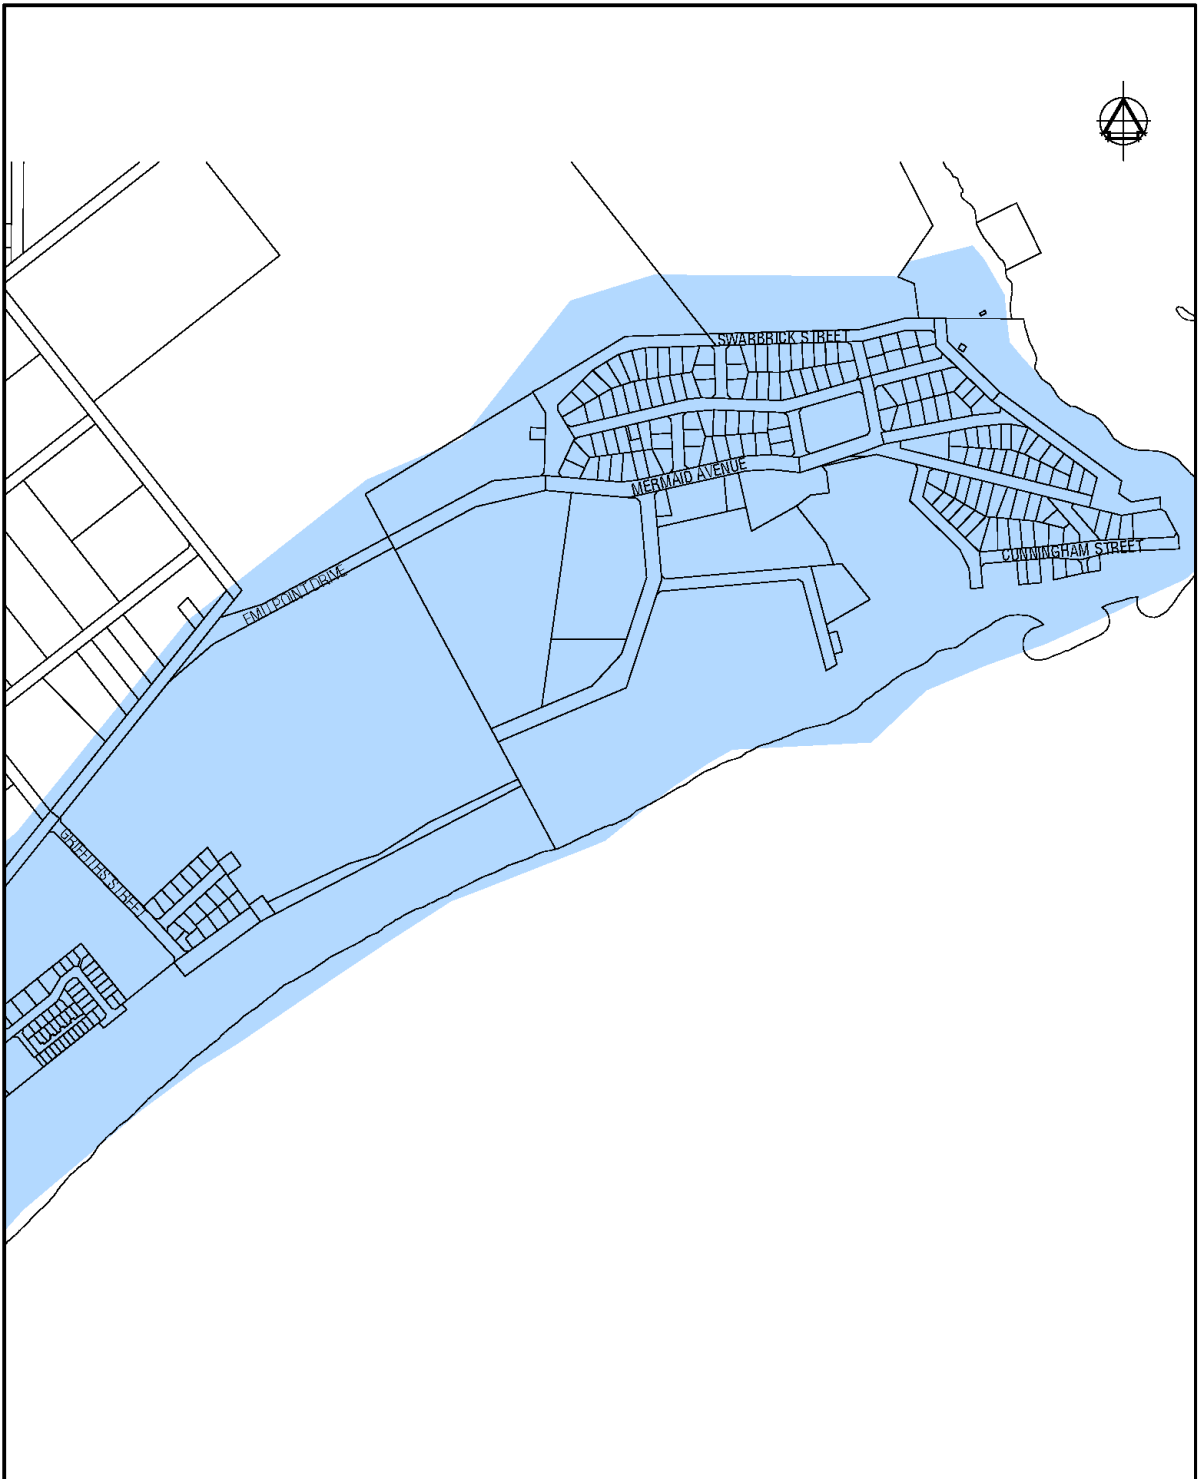 SWARBRICK STREET
MERMAID AVENUE
CUNNINGHAM STREET
EMU POINT DRIVE
GRIFFITHS STREET